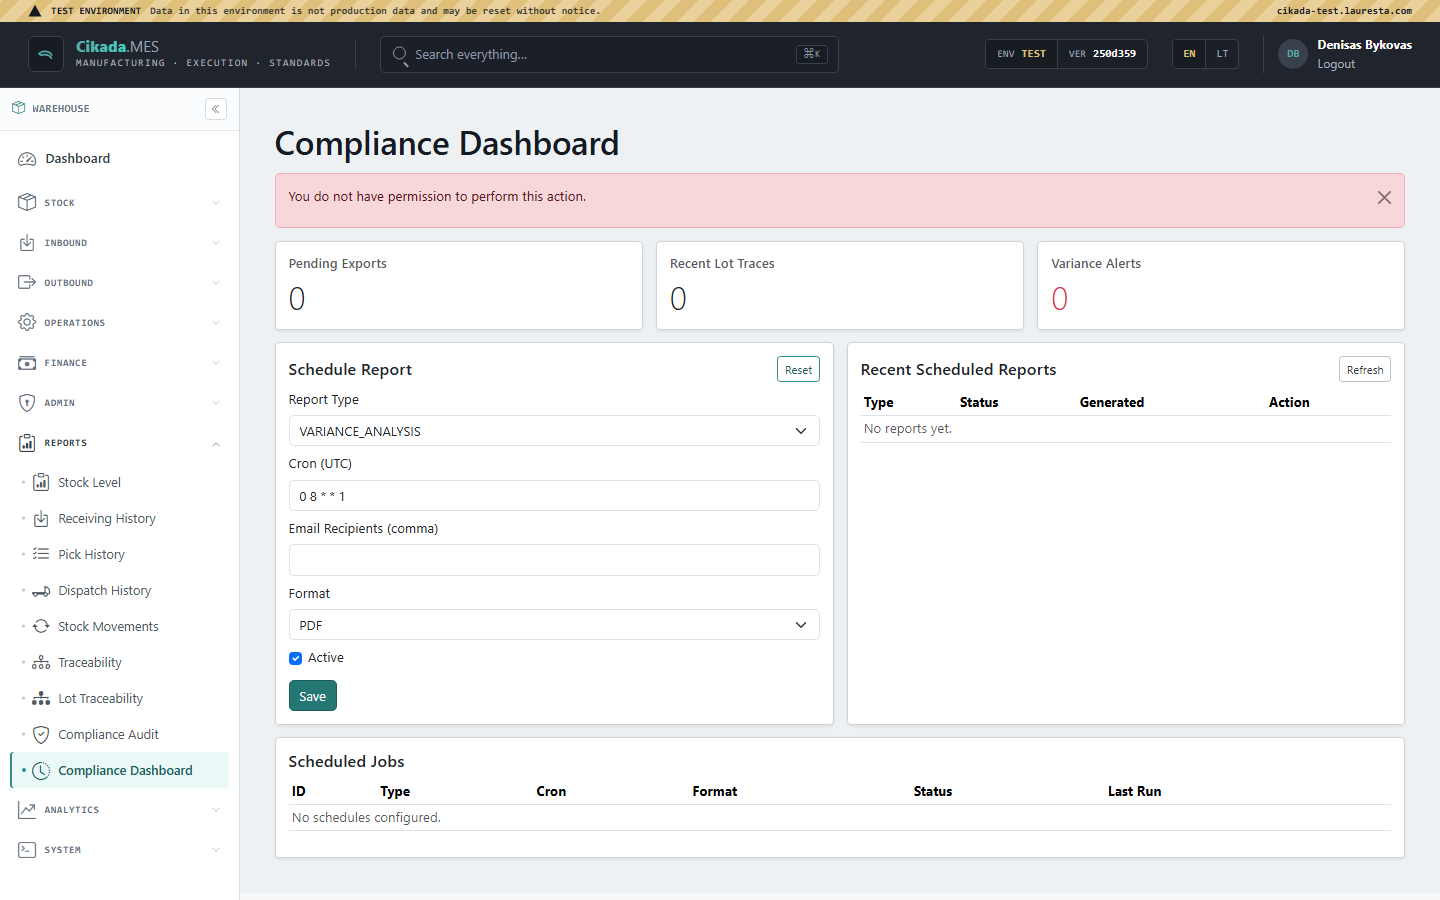 TEST ENVIRONMENT Data in this environment is not production data and may be reset without notice.
cikada-test.lauresta.com
Cikada.MES
MANUFACTURING · EXECUTION · STANDARDS
Search everything...
⌘K
ENV TEST
VER 250d359
EN
LT
DB
Denisas Bykovas
Logout
WAREHOUSE
Dashboard
STOCK
INBOUND
OUTBOUND
OPERATIONS
FINANCE
ADMIN
REPORTS
Stock Level
Receiving History
Pick History
Dispatch History
Stock Movements
Traceability
Lot Traceability
Compliance Audit
Compliance Dashboard
ANALYTICS
SYSTEM
Compliance Dashboard
You do not have permission to perform this action.
Pending Exports
0
Recent Lot Traces
0
Variance Alerts
0
Schedule Report
Reset
Report Type
VARIANCE_ANALYSIS
Cron (UTC)
0 8 * * 1
Email Recipients (comma)
Format
PDF
Active
Save
Recent Scheduled Reports
Refresh
Type Status Generated Action
No reports yet.
Scheduled Jobs
ID Type Cron Format Status Last Run
No schedules configured.